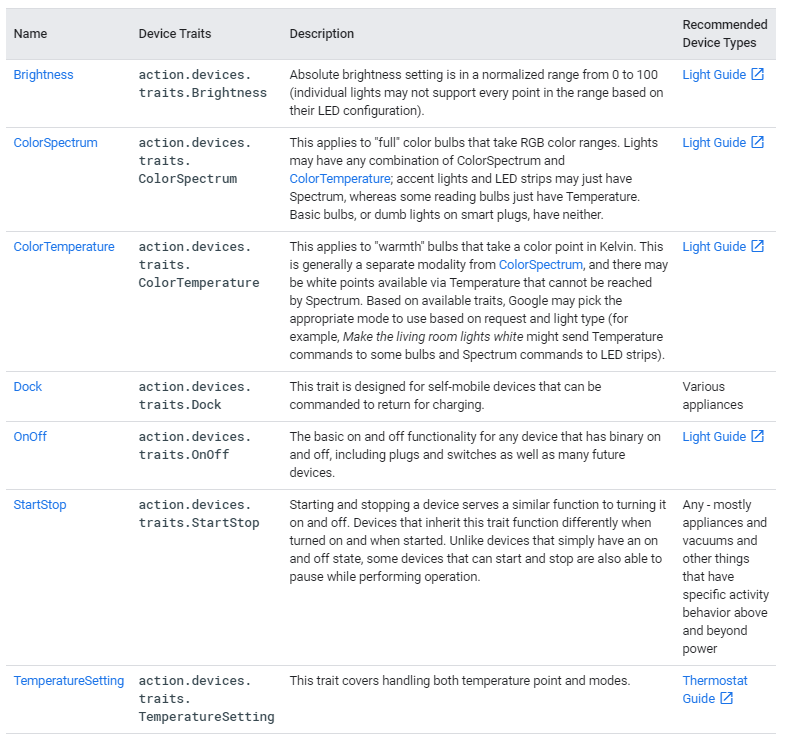 Name
Device Traits
Description
Recommended
Device Types
Brightness
action.devices.
traits.Brightness
Absolute brightness setting is in a normalized range from 0 to 100
(individual lights may not support every point in the range based on
their LED configuration).
Light Guide
ColorSpectrum
action.devices.
traits.
ColorSpectrum
This applies to "full" color bulbs that take RGB color ranges. Lights
may have any combination of ColorSpectrum and
ColorTemperature; accent lights and LED strips may just have
Spectrum, whereas some reading bulbs just have Temperature.
Basic bulbs, or dumb lights on smart plugs, have neither.
Light Guide
ColorTemperature
action.devices.
traits.
ColorTemperature
This applies to "warmth" bulbs that take a color point in Kelvin. This
is generally a separate modality from ColorSpectrum, and there may
be white points available via Temperature that cannot be reached
by Spectrum. Based on available traits, Google may pick the
appropriate mode to use based on request and light type (for
example, Make the living room lights white might send Temperature
commands to some bulbs and Spectrum commands to LED strips).
Light Guide
Dock
action.devices.
traits.Dock
This trait is designed for self-mobile devices that can be
commanded to return for charging.
Various
appliances
OnOff
action.devices.
traits.OnOff
The basic on and off functionality for any device that has binary on
and off, including plugs and switches as well as many future
devices.
Light Guide
StartStop
action.devices.
traits.StartStop
Starting and stopping a device serves a similar function to turning it
on and off. Devices that inherit this trait function differently when
turned on and when started. Unlike devices that simply have an on
and off state, some devices that can start and stop are also able to
pause while performing operation.
Any - mostly
appliances and
vacuums and
other things
that have
specific activity
behavior above
and beyond
power
TemperatureSetting
action.devices.
traits.
TemperatureSetting
This trait covers handling both temperature point and modes.
Thermostat
Guide